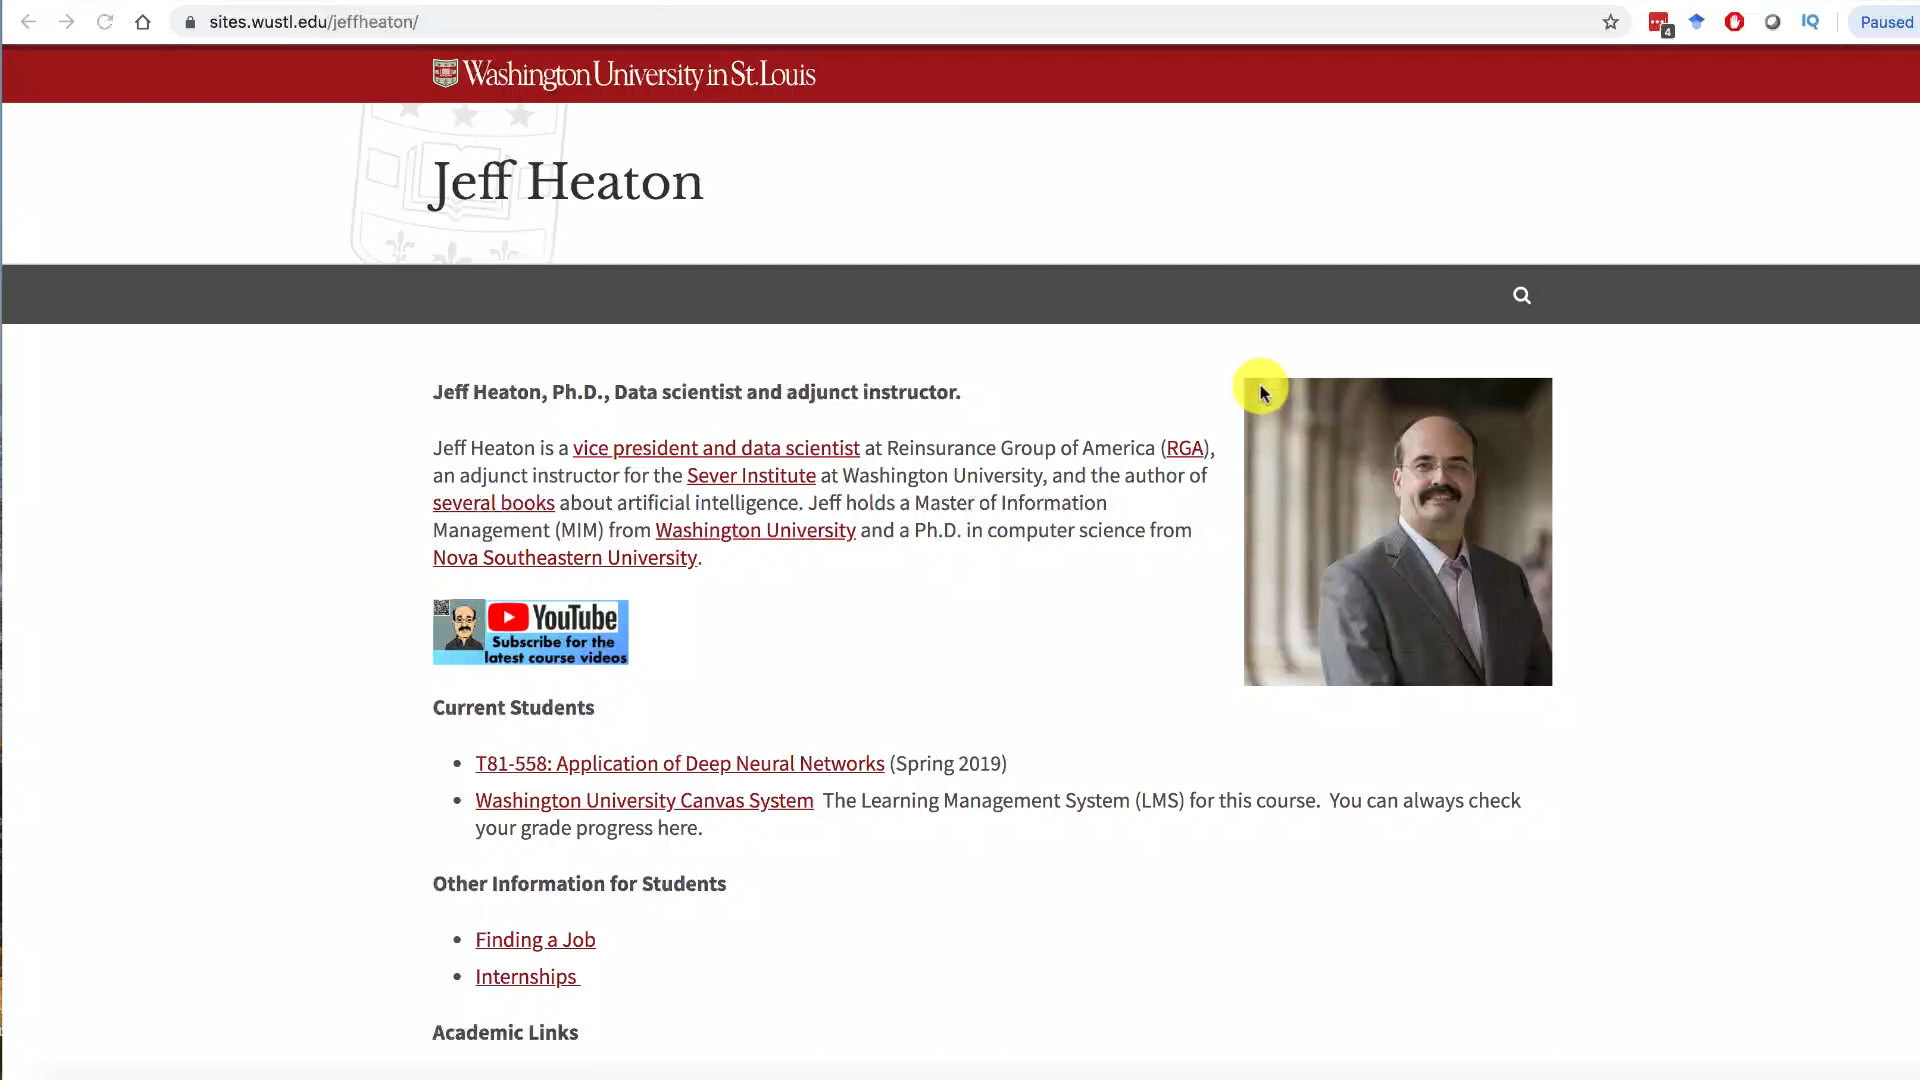 sites.wustl.edu/jeffheaton/
4
IQ
Paused
Washington University in St. Louis
Jeff Heaton
Jeff Heaton, Ph.D., Data scientist and adjunct instructor.
Jeff Heaton is a vice president and data scientist at Reinsurance Group of America (RGA),
an adjunct instructor for the Sever Institute at Washington University, and the author of
several books about artificial intelligence. Jeff holds a Master of Information
Management (MIM) from Washington University and a Ph.D. in computer science from
Nova Southeastern University.
YouTube
Subscribe for the
latest course videos
Current Students
• T81-558: Application of Deep Neural Networks (Spring 2019)
• Washington University Canvas System The Learning Management System (LMS) for this course. You can always check
your grade progress here.
Other Information for Students
• Finding a Job
• Internships
Academic Links